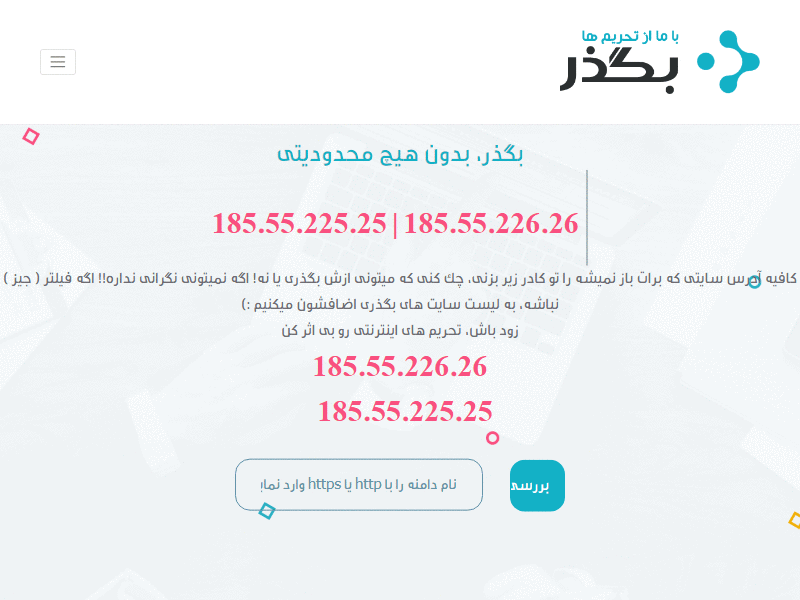 با ما از تحریم ها
بگذر
بگذر، بدون هیچ محدودیتی
185.55.225.25 | 185.55.226.26
کافیه آدرس سایتی که برات باز نمیشه را تو کادر زیر بزنی، چک کنی که میتونی ازش بگذری یا نه! اگه نمیتونی نگرانی نداره!! اگه فیلتر ( جیز )
نباشه، به لیست سایت های بگذری اضافشون میکنیم :)
زود باش، تحریم های اینترنتی رو بی اثر کن
185.55.226.26
185.55.225.25
بررسی
نام دامنه را با http یا https وارد